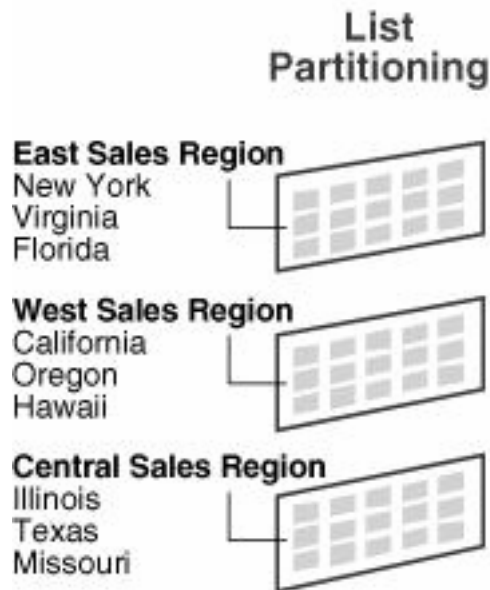 List
Partitioning
East Sales Region
New York
Virginia
Florida
West Sales Region
California
Oregon
Hawaii
Central Sales Region
Illinois
Texas
Missouri